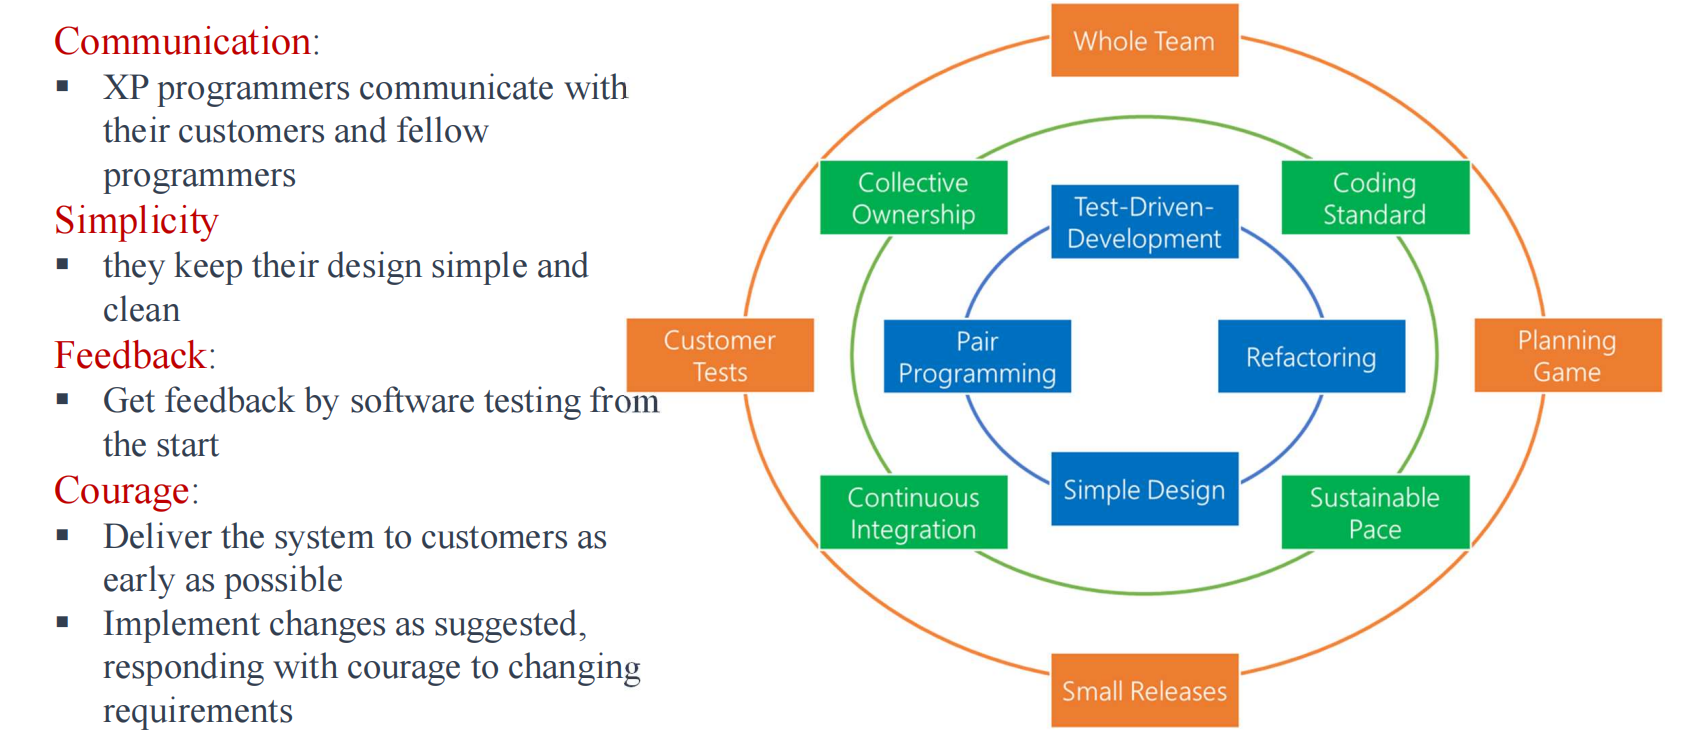 Communication:
▪ XP programmers communicate with
their customers and fellow
programmers
Simplicity
▪ they keep their design simple and
clean
Feedback:
▪ Get feedback by software testing from
the start
Courage:
▪ Deliver the system to customers as
early as possible
▪ Implement changes as suggested,
responding with courage to changing
requirements
Whole Team
Collective
Ownership
Test-Driven-
Development
Coding
Standard
Customer
Tests
Pair
Programming
Refactoring
Planning
Game
Continuous
Integration
Simple Design
Sustainable
Pace
Small Releases